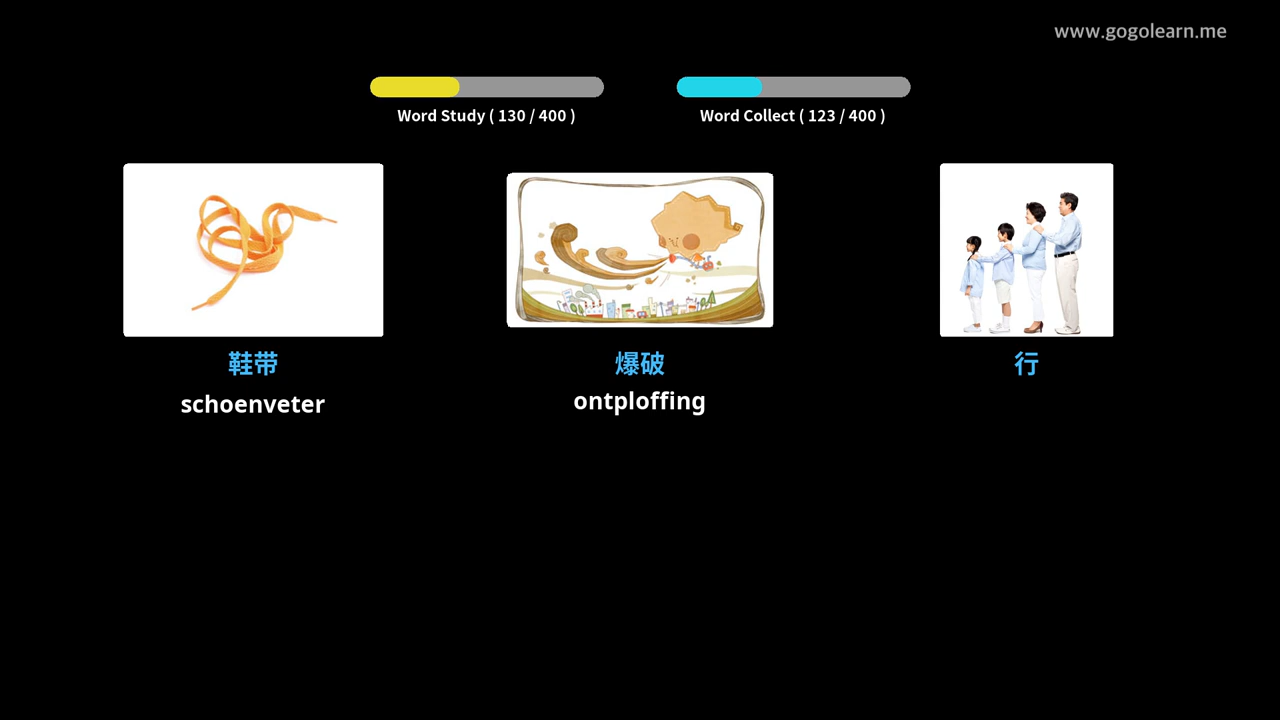 www.gogolearn.me
Word Study ( 130 / 400 )
Word Collect ( 123 / 400 )
鞋带
爆破
行
schoenveter
ontploffing